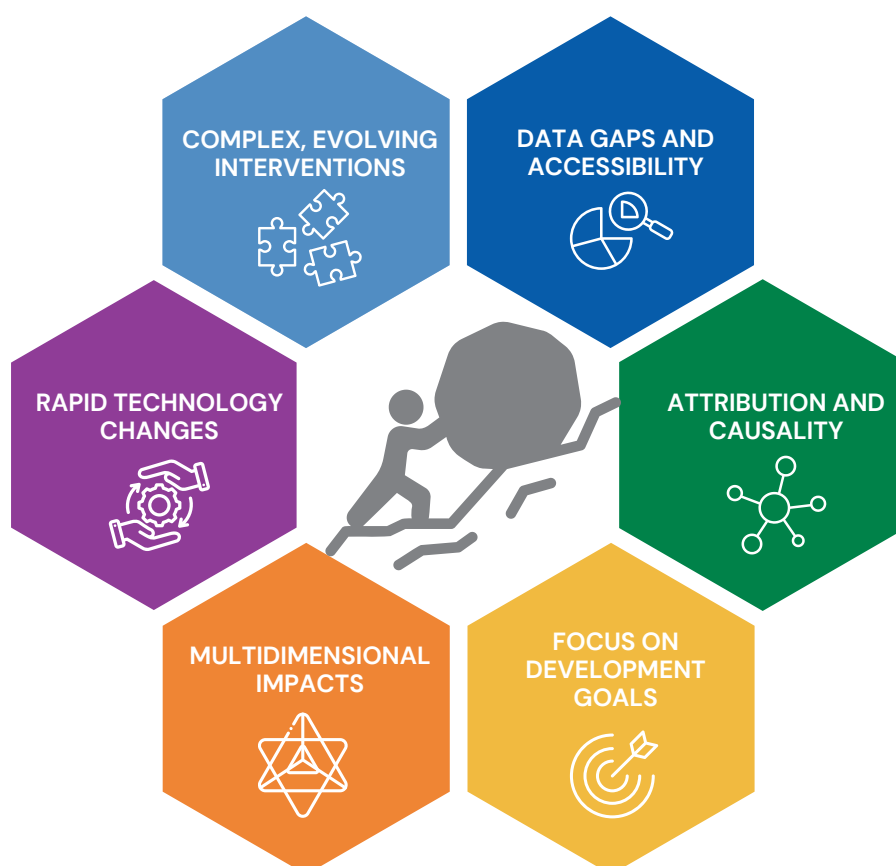 COMPLEX, EVOLVING
INTERVENTIONS
DATA GAPS AND
ACCESSIBILITY
RAPID TECHNOLOGY
CHANGES
ATTRIBUTION AND
CAUSALITY
MULTIDIMENSIONAL
IMPACTS
FOCUS ON
DEVELOPMENT
GOALS